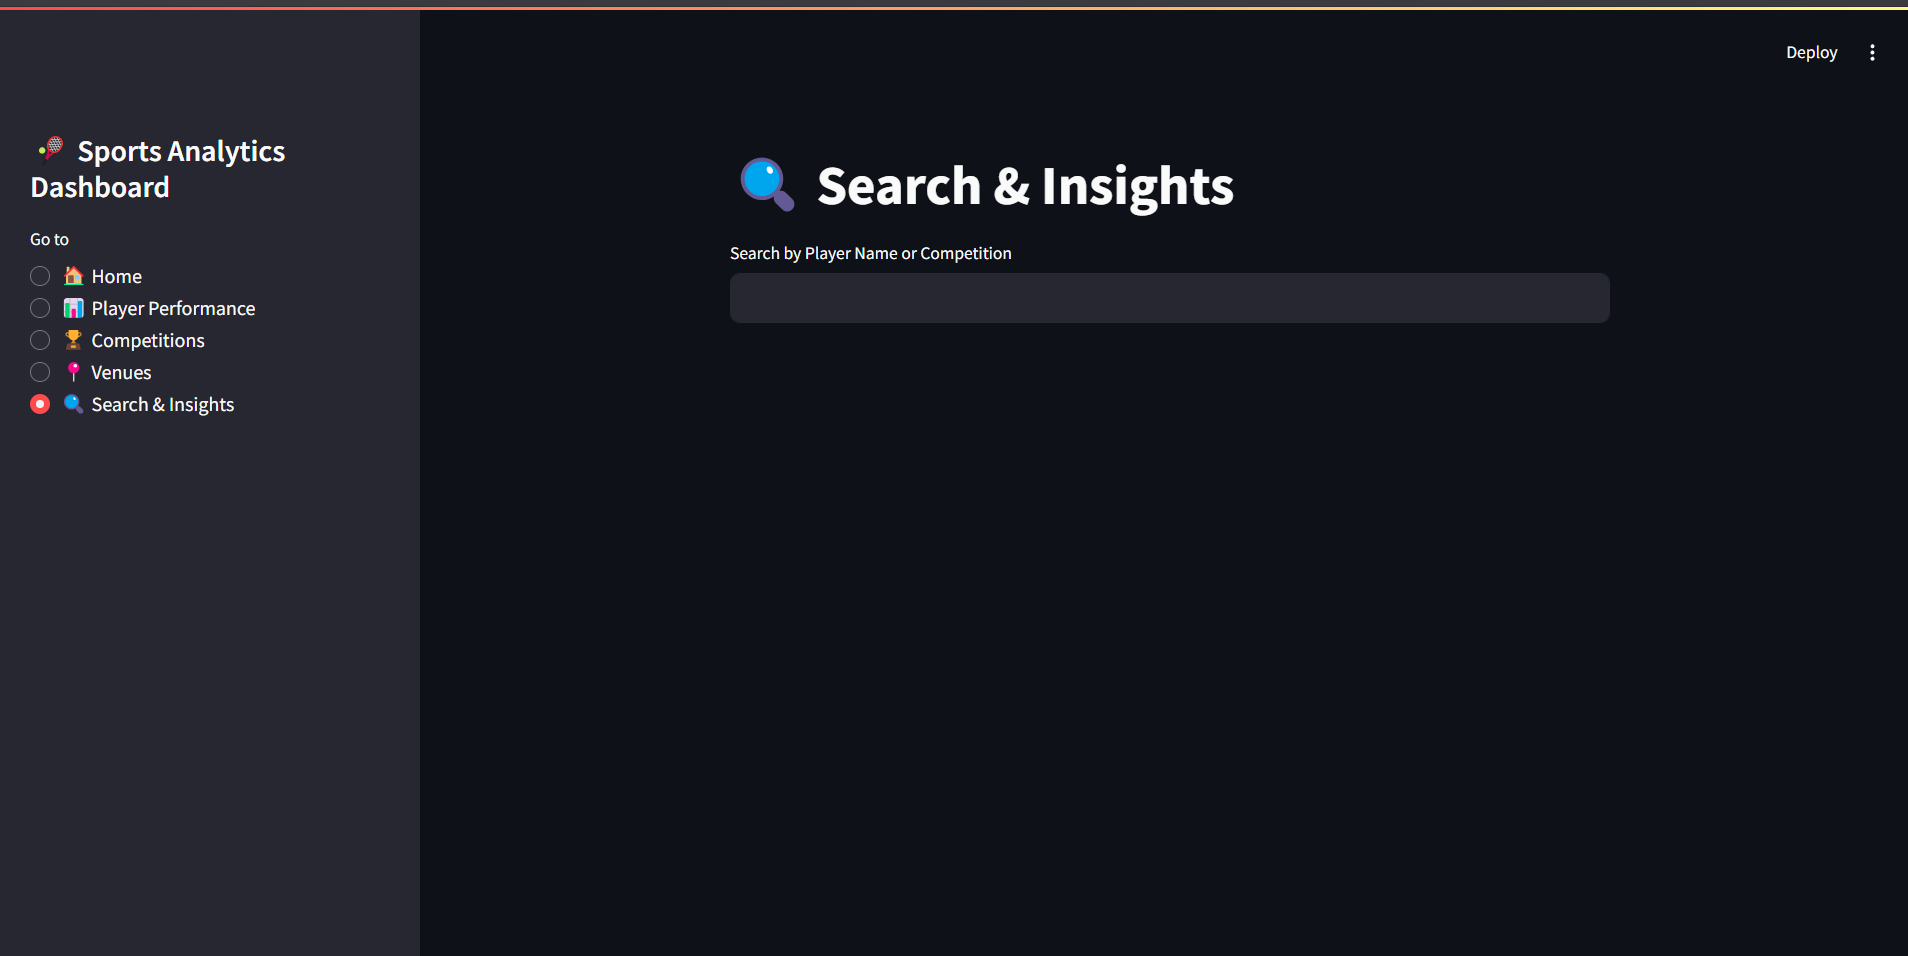 Deploy
Sports Analytics
Dashboard
Go to
Home
Player Performance
Competitions
Venues
Search & Insights
Search & Insights
Search by Player Name or Competition